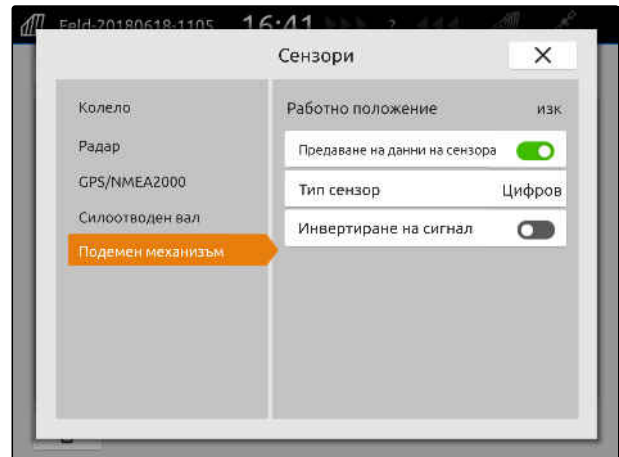 Feld-20180618-1105 16:41 ?
Сензори
Колело
Радар
GPS/NMEA2000
Силоотводен вал
Подемен механизъм
Работно положение изк
Предаване на данни на сензора
Тип сензор Цифров
Инвертиране на сигнал